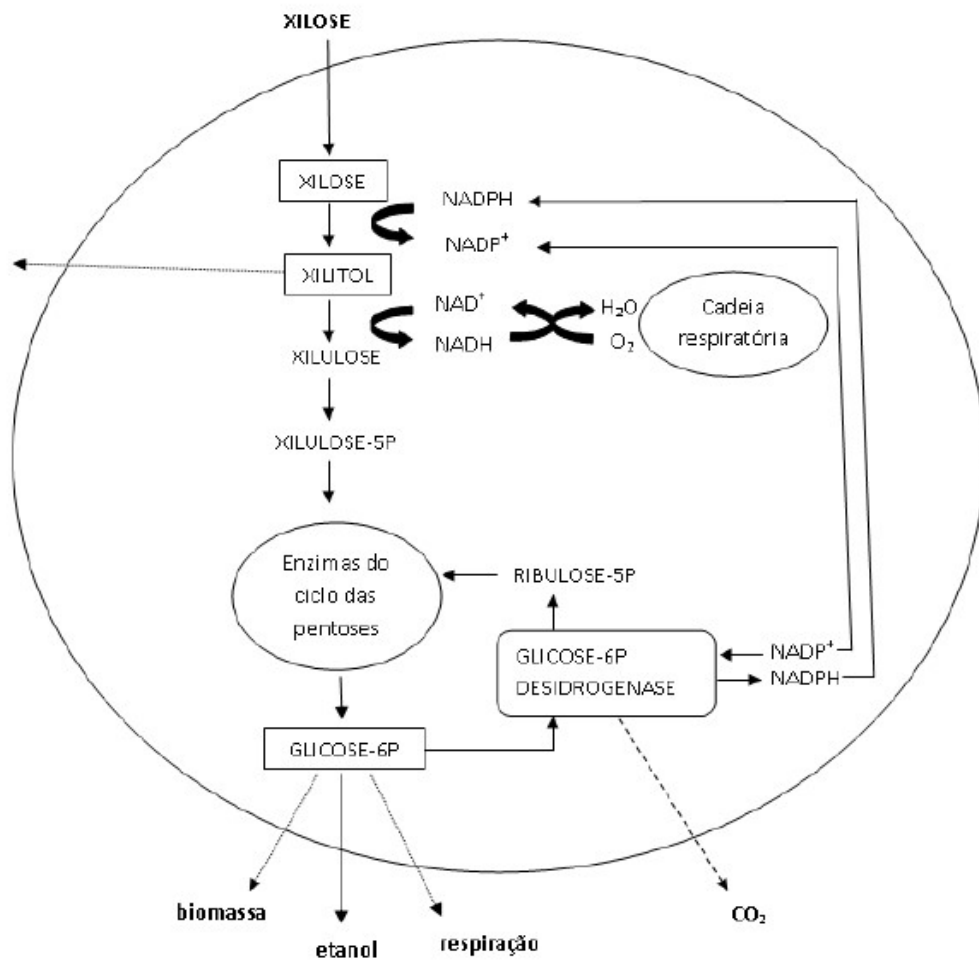 XILOSE
XILOSE
NADPH
NADP⁺
XILITOL
NAD⁺
H₂O
Cadeia
respiratória
NADH
O₂
XILULOSE
XILULOSE-5P
Enzimas do
ciclo das
pentoses
RIBULOSE-5P
GLICOSE-6P
DESIDROGENASE
NADP⁺
NADPH
GLICOSE-6P
biomassa
etanol
respiração
CO₂